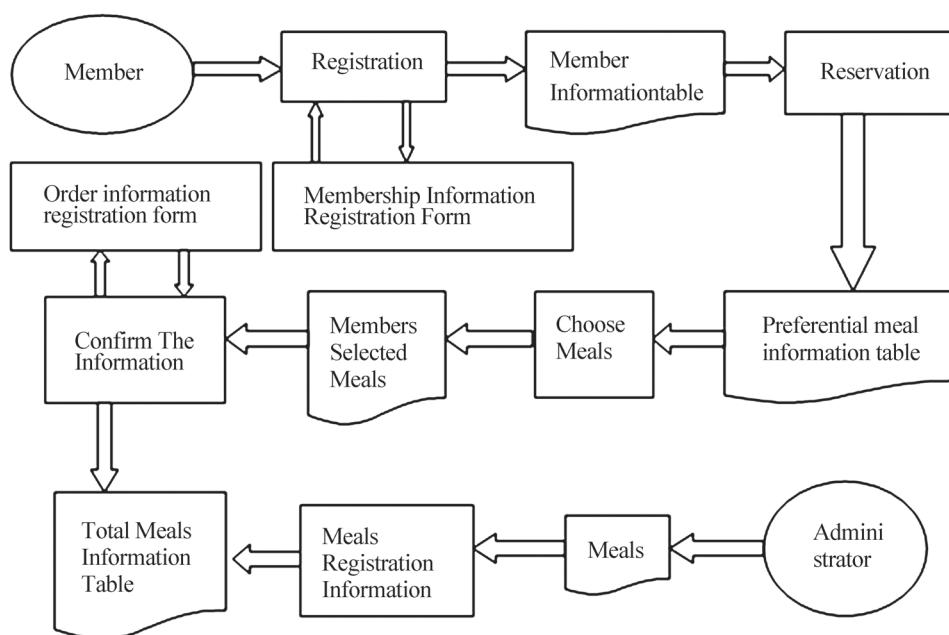 Member
Registration
Member
Informationtable
Reservation
Order information
registration form
Membership Information
Registration Form
Confirm The
Information
Members
Selected
Meals
Choose
Meals
Preferential meal
information table
Total Meals
Information
Table
Meals
Registration
Information
Meals
Admini
strator